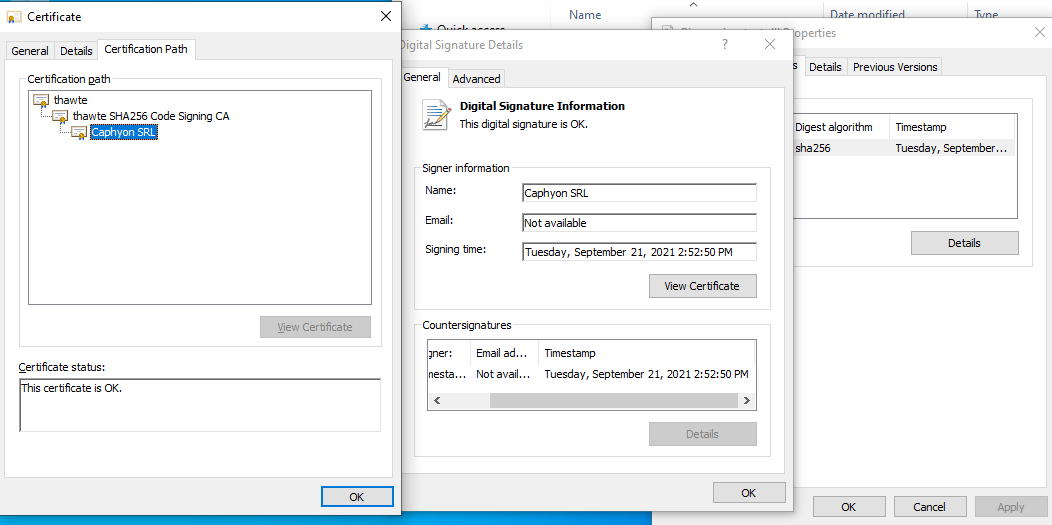 Certificate
General
Details
Certification Path
Certification path
thawte
thawte SHA256 Code Signing CA
Caphyon SRL
View Certificate
Certificate status:
This certificate is OK.
OK
Digital Signature Details
?
General
Advanced
Digital Signature Information
This digital signature is OK.
Signer information
Name:
Caphyon SRL
Email:
Not available
Signing time:
Tuesday, September 21, 2021 2:52:50 PM
View Certificate
Countersignatures
gner:
Email ad...
Timestamp
mesta...
Not avail...
Tuesday, September 21, 2021 2:52:50 PM
Details
OK
Name
Date modified
Type
Quick access
Properties
s
Details
Previous Versions
Digest algorithm
Timestamp
sha256
Tuesday, September...
Details
OK
Cancel
Apply